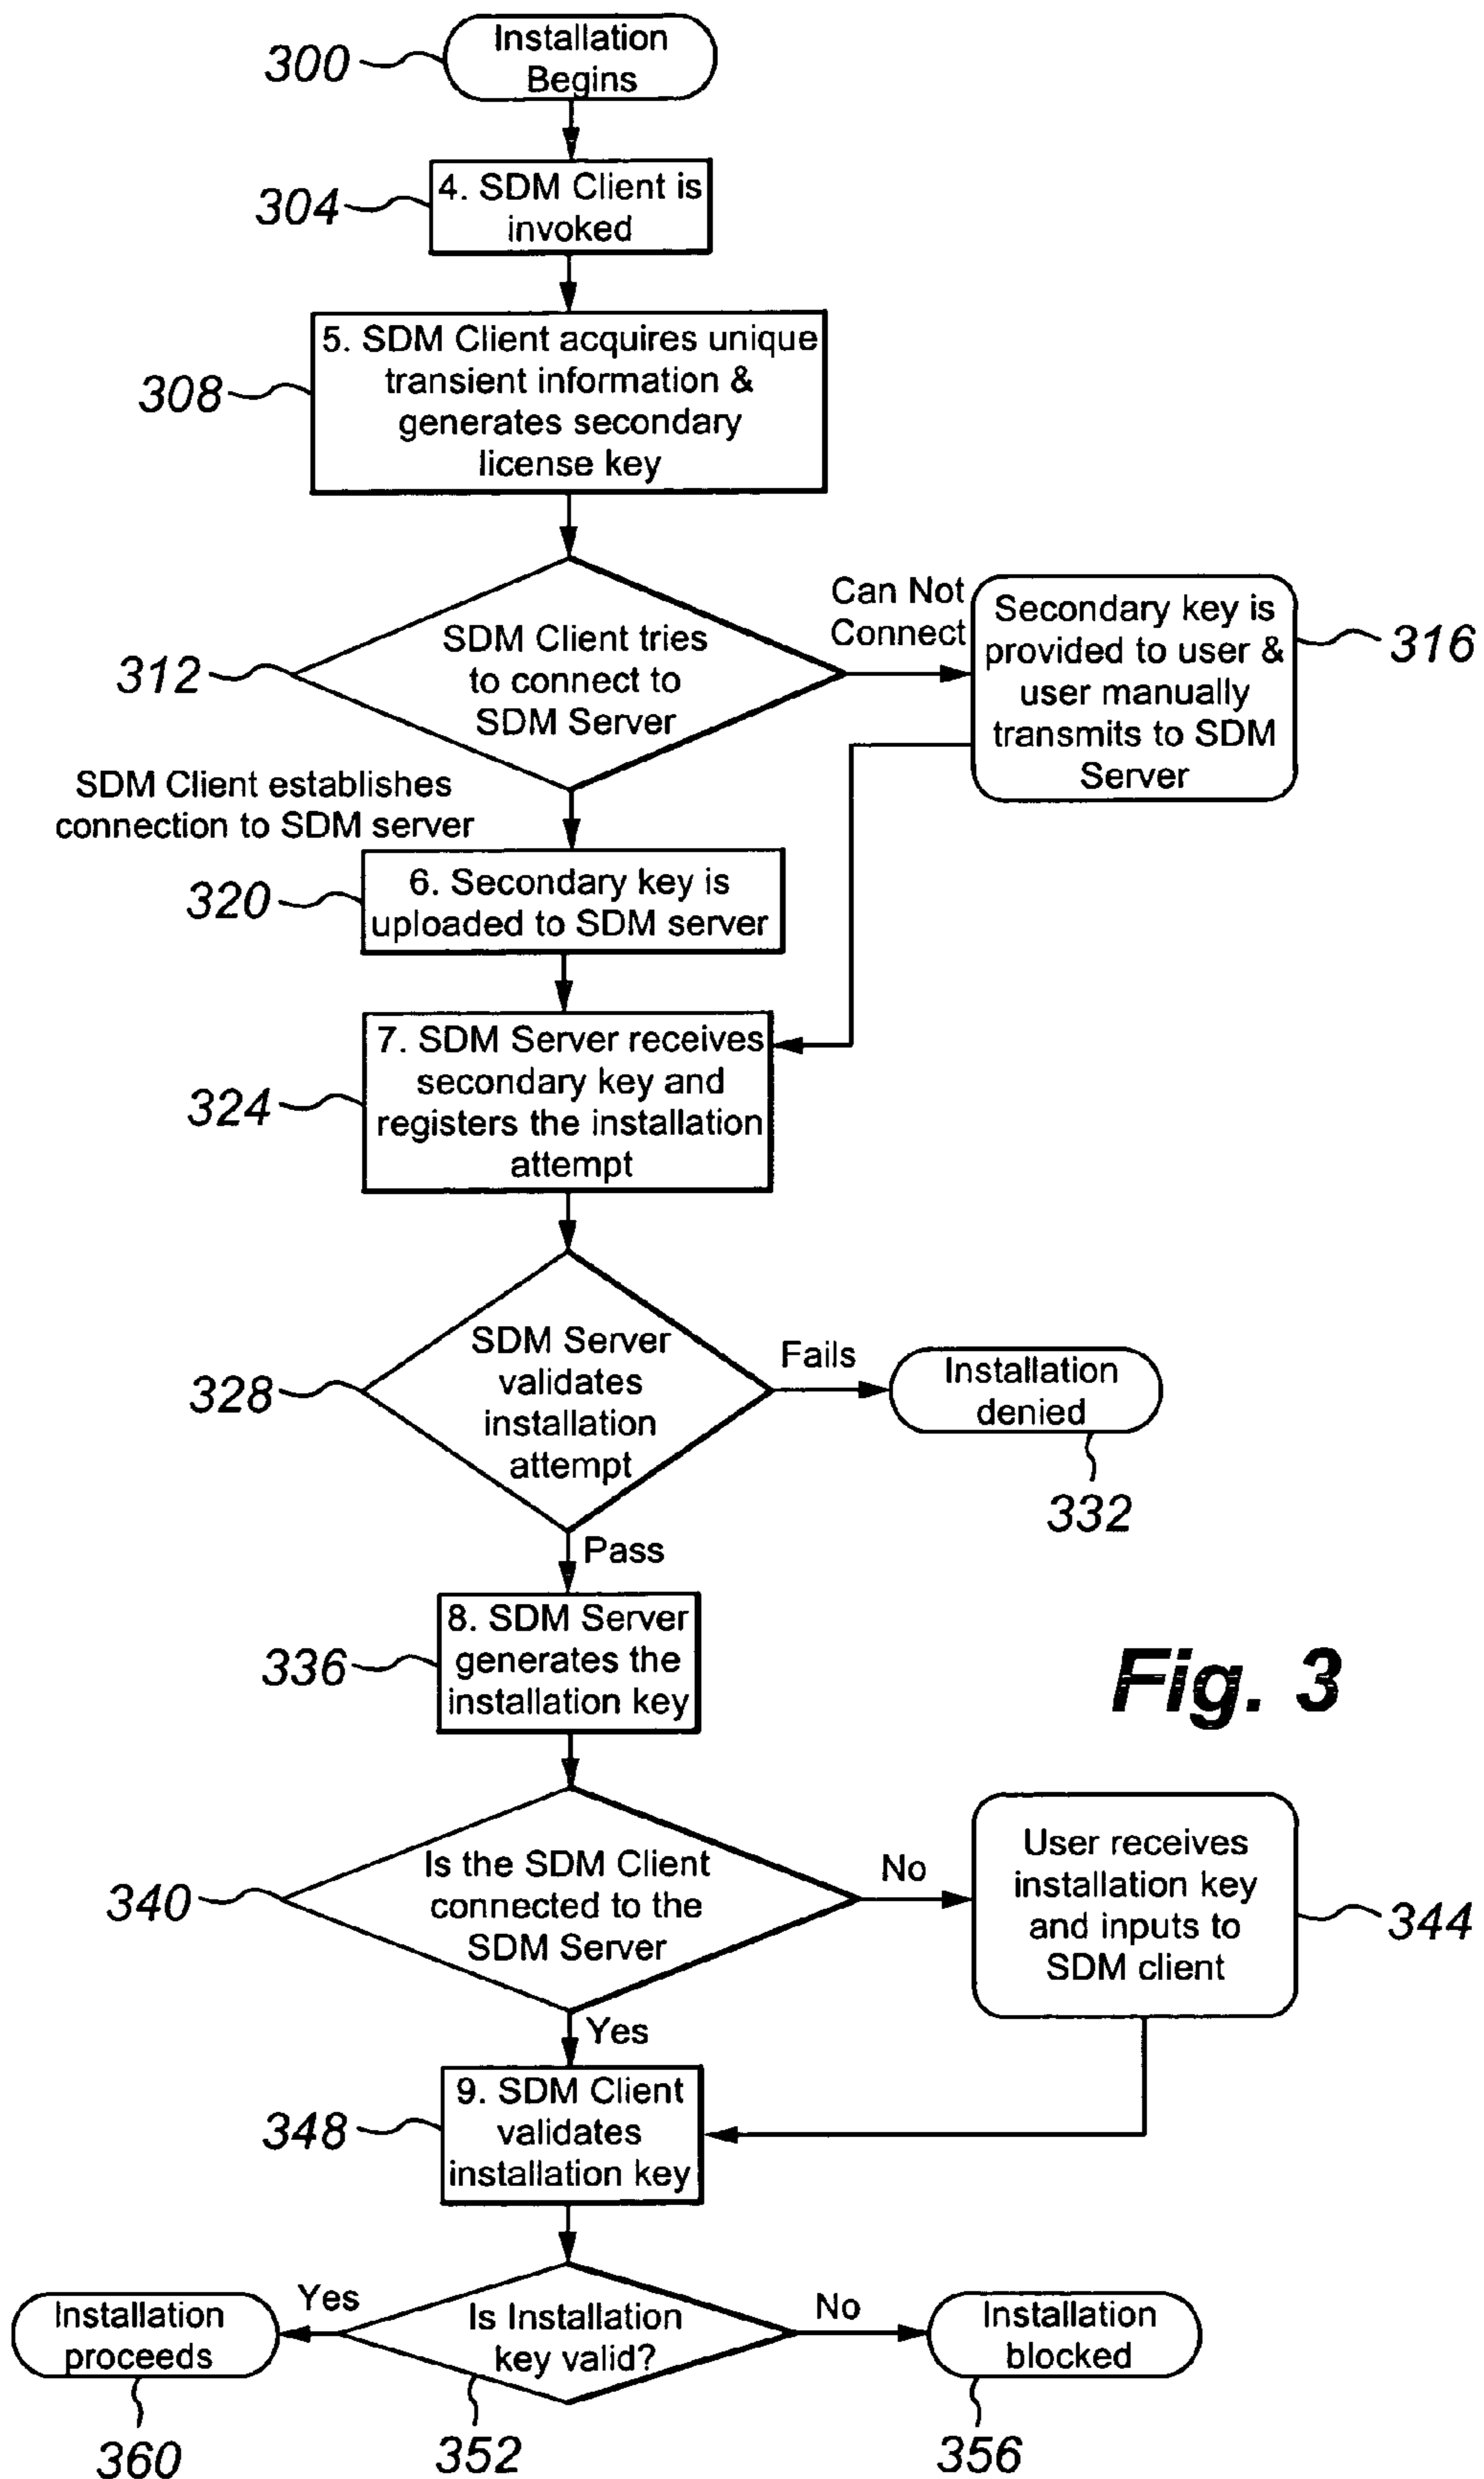 300
Installation
Begins
304
4. SDM Client is
invoked
308
5. SDM Client acquires unique
transient information &
generates secondary
license key
312
SDM Client tries
to connect to
SDM Server
Can Not
Connect
Secondary key is
provided to user &
user manually
transmits to SDM
Server
316
SDM Client establishes
connection to SDM server
320
6. Secondary key is
uploaded to SDM server
324
7. SDM Server receives
secondary key and
registers the installation
attempt
328
SDM Server
validates
installation
attempt
Fails
Installation
denied
332
Pass
336
8. SDM Server
generates the
installation key
Fig. 3
340
Is the SDM Client
connected to the
SDM Server
No
User receives
installation key
and inputs to
SDM client
344
Yes
348
9. SDM Client
validates
installation key
Installation
proceeds
Yes
Is Installation
key valid?
No
Installation
blocked
360
352
356